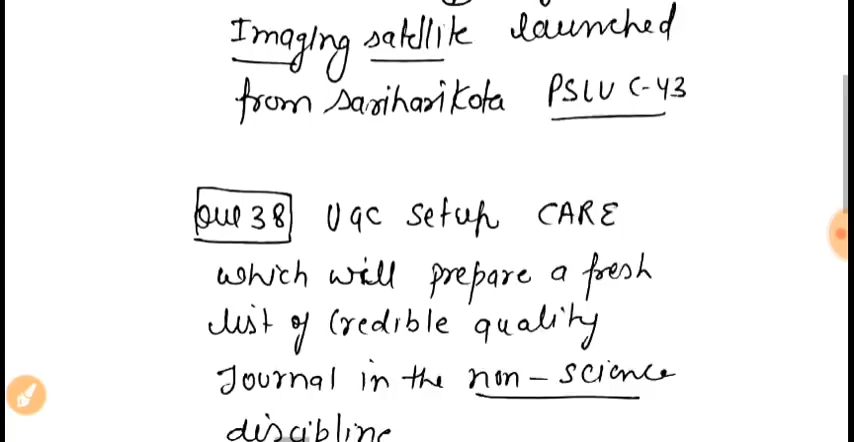 Imaging satellite launched
from Sariharikota PSLV C-43
Que 38 UGC setup CARE
which will prepare a fresh
list of Credible quality
Journal in the non-science
discipline